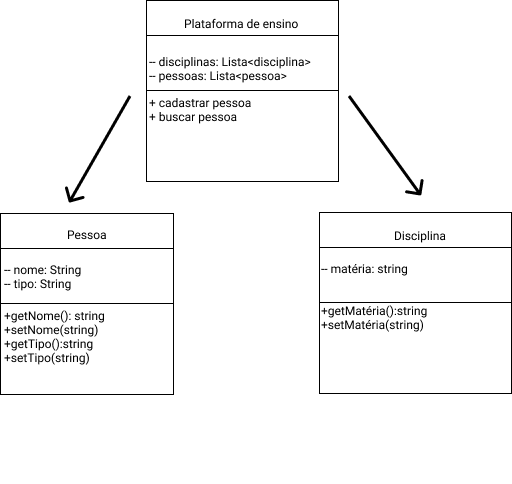 Plataforma de ensino
-- disciplinas: Lista<disciplina>
-- pessoas: Lista<pessoa>
+ cadastrar pessoa
+ buscar pessoa
Pessoa
-- nome: String
-- tipo: String
+getNome(): string
+setNome(string)
+getTipo():string
+setTipo(string)
Disciplina
-- matéria: string
+getMatéria():string
+setMatéria(string)